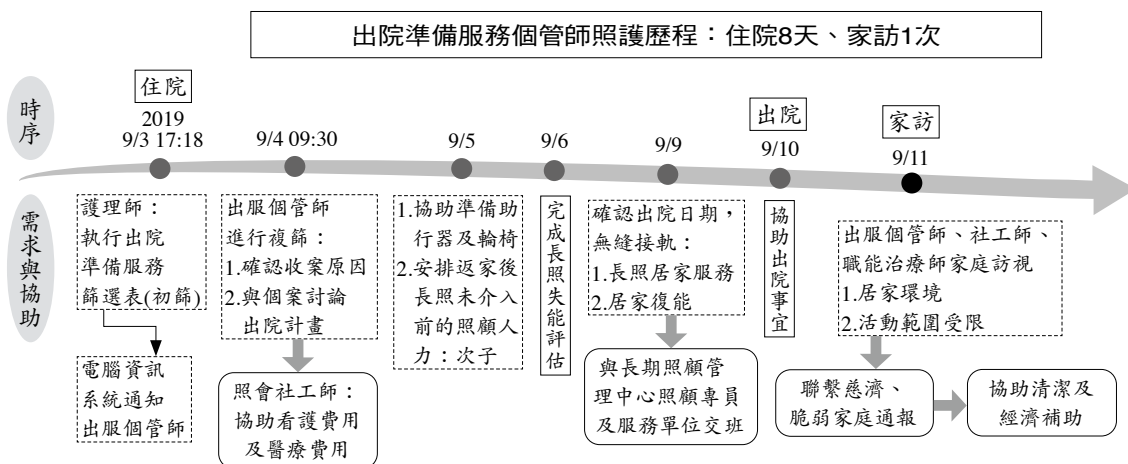 出院準備服務個管師照護歷程：住院8天、家訪1次
時序
住院
2019
9/3 17:18
9/4 09:30
9/5
9/6
9/9
出院
9/10
家訪
9/11
需求與協助
護理師：
執行出院
準備服務
篩選表(初篩)
電腦資訊
系統通知
出服個管師
出服個管師
進行複篩：
1.確認收案原因
2.與個案討論
出院計畫
照會社工師：
協助看護費用
及醫療費用
1.協助準備助
行器及輪椅
2.安排返家後
長照未介入
前的照顧人
力：次子
完成長照失能評估
確認出院日期，
無縫接軌：
1.長照居家服務
2.居家復能
與長期照顧管
理中心照顧專員
及服務單位交班
協助出院事宜
出服個管師、社工師、
職能治療師家庭訪視
1.居家環境
2.活動範圍受限
聯繫慈濟、
脆弱家庭通報
協助清潔及
經濟補助